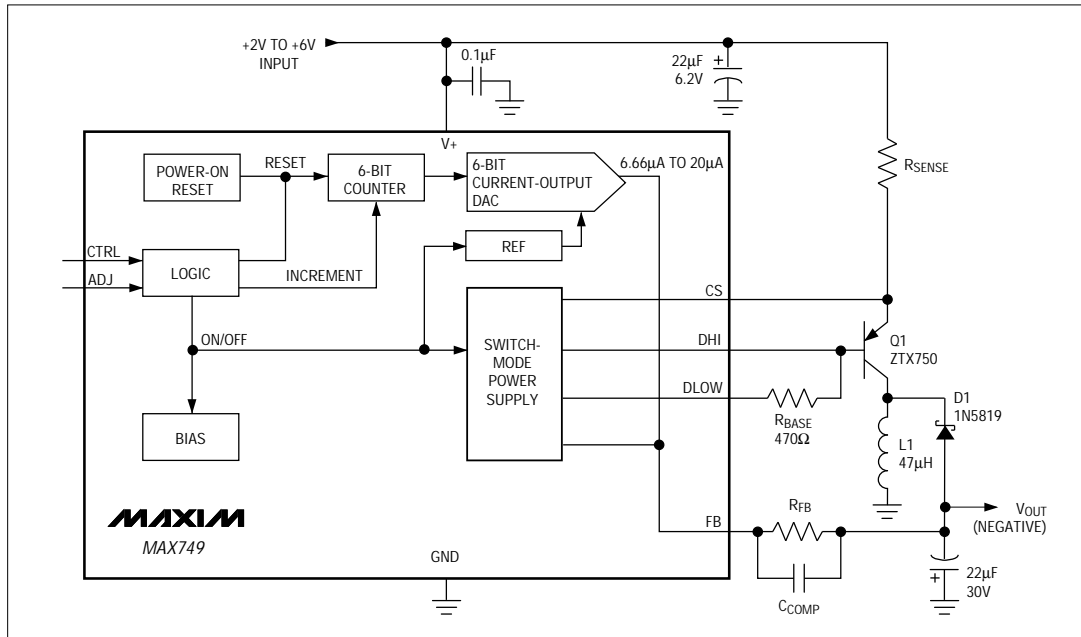 +2V TO +6V
INPUT
0.1µF
22µF
6.2V
+
V+
RSENSE
POWER-ON
RESET
RESET
6-BIT
COUNTER
6-BIT
CURRENT-OUTPUT
DAC
6.66µA TO 20µA
REF
CTRL
ADJ
LOGIC
INCREMENT
ON/OFF
BIAS
SWITCH-
MODE
POWER
SUPPLY
CS
DHI
DLOW
RBASE
470Ω
Q1
ZTX750
D1
1N5819
L1
47µH
VOUT
(NEGATIVE)
FB
RFB
CCOMP
+
22µF
30V
MAXIM
MAX749
GND